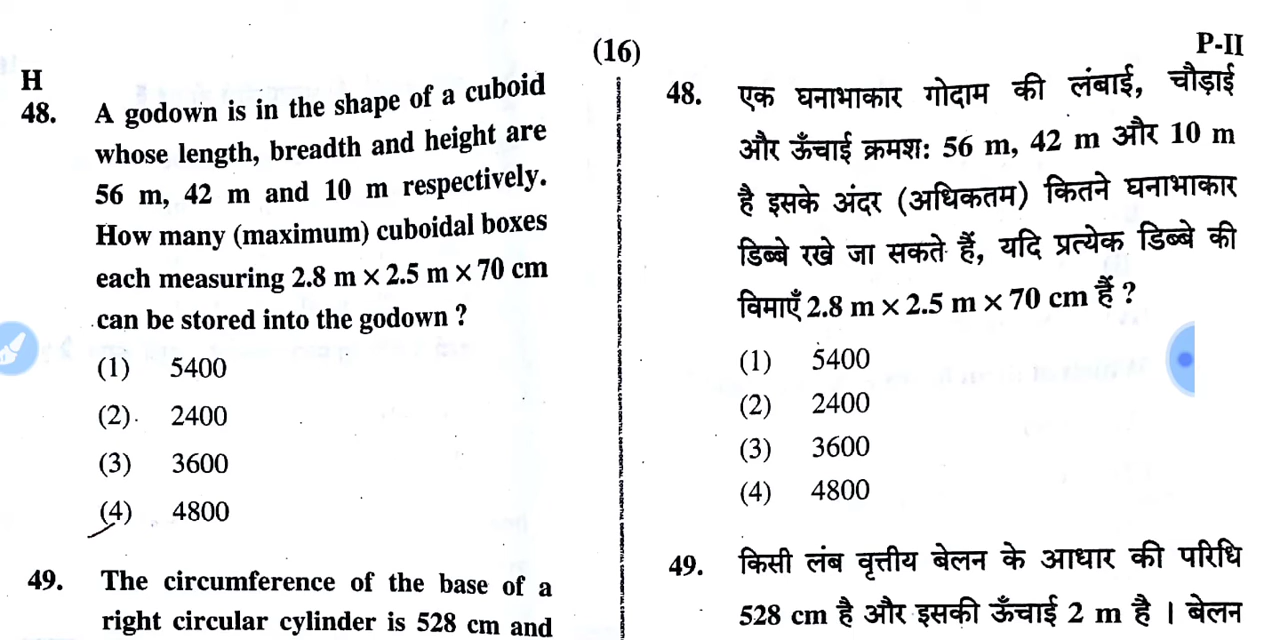 (16)
P-II
H
48. A godown is in the shape of a cuboid
whose length, breadth and height are
56 m, 42 m and 10 m respectively.
How many (maximum) cuboidal boxes
each measuring 2.8 m × 2.5 m × 70 cm
can be stored into the godown ?
(1) 5400
(2) 2400
(3) 3600
(4) 4800
49. The circumference of the base of a
right circular cylinder is 528 cm and
48. एक घनाभाकार गोदाम की लंबाई, चौड़ाई
और ऊँचाई क्रमश: 56 m, 42 m और 10 m
है इसके अंदर (अधिकतम) कितने घनाभाकार
डिब्बे रखे जा सकते हैं, यदि प्रत्येक डिब्बे की
विमाएँ 2.8 m × 2.5 m × 70 cm हैं ?
(1) 5400
(2) 2400
(3) 3600
(4) 4800
49. किसी लंब वृत्तीय बेलन के आधार की परिधि
528 cm है और इसकी ऊँचाई 2 m है । बेलन